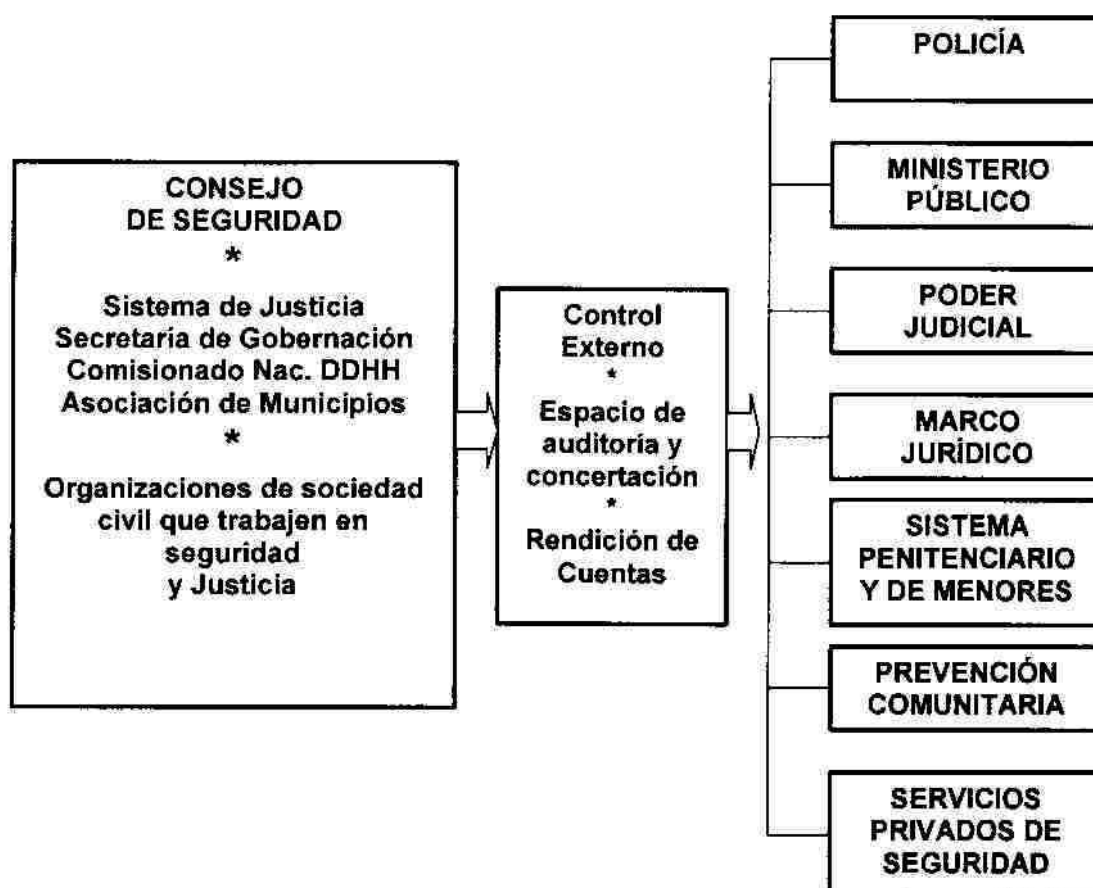 CONSEJO
DE SEGURIDAD
*
Sistema de Justicia
Secretaría de Gobernación
Comisionado Nac. DDHH
Asociación de Municipios
*
Organizaciones de sociedad
civil que trabajen en
seguridad
y Justicia
Control
Externo
*
Espacio de
auditoría y
concertación
*
Rendición de
Cuentas
POLICÍA
MINISTERIO
PÚBLICO
PODER
JUDICIAL
MARCO
JURÍDICO
SISTEMA
PENITENCIARIO
Y DE MENORES
PREVENCIÓN
COMUNITARIA
SERVICIOS
PRIVADOS DE
SEGURIDAD